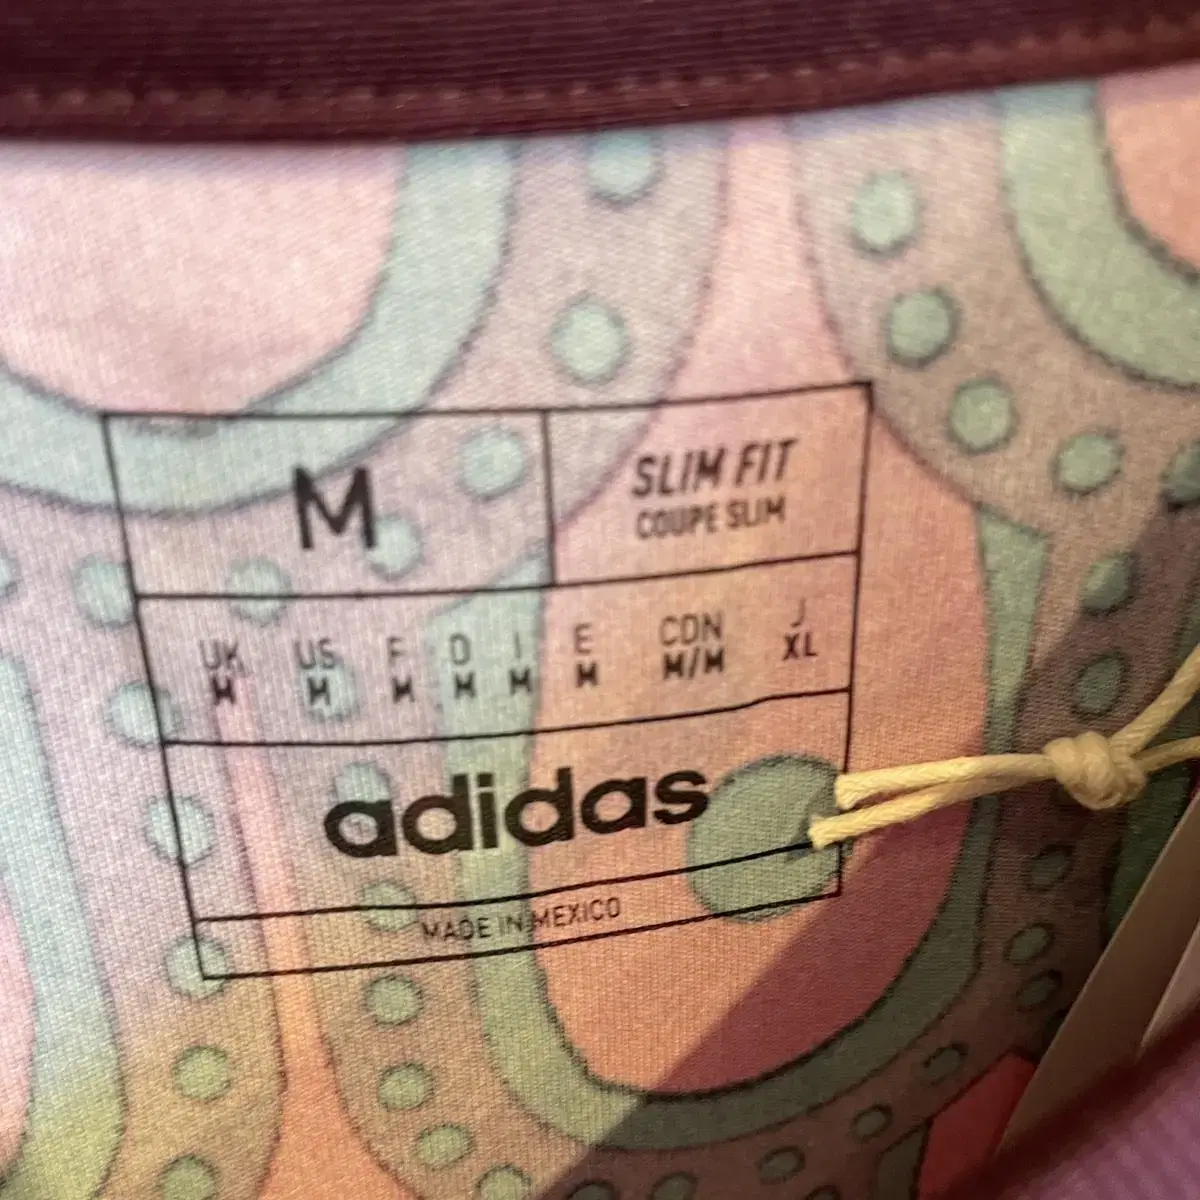 M
SLIM FIT
COUPE SLIM
UK US F D I E CDN J
M M M M M M M/M XL
adidas
MADE IN MEXICO